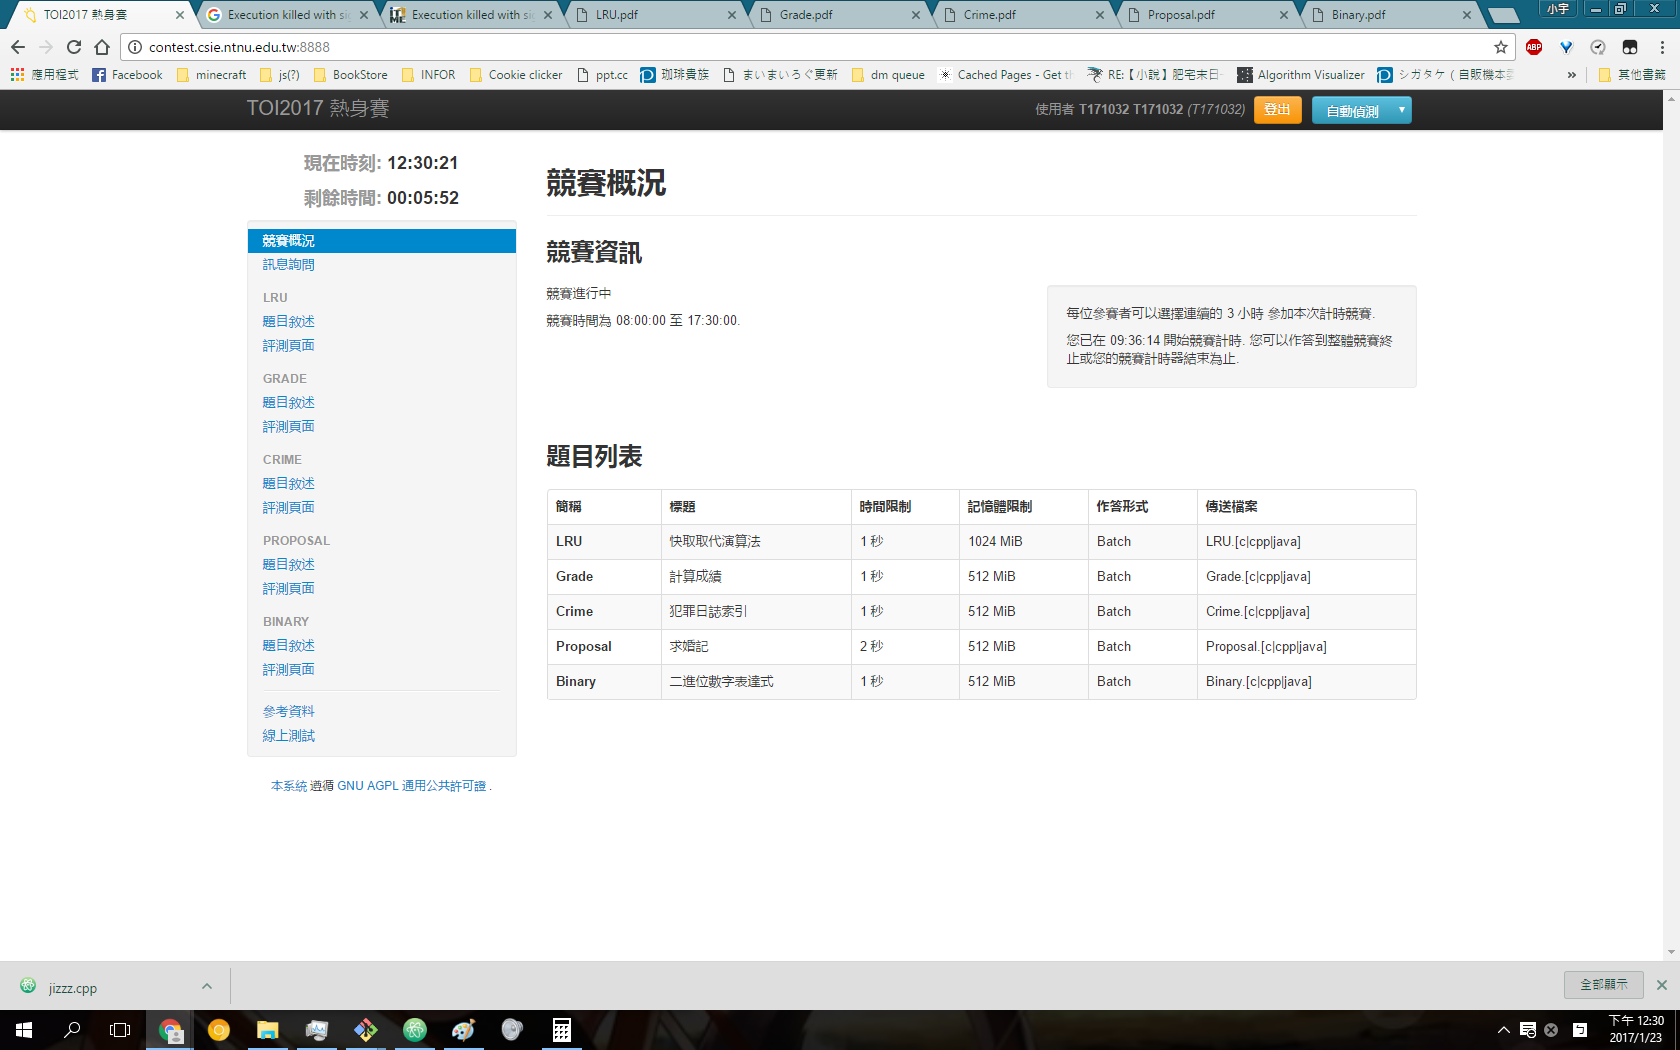 TOI2017 熱身賽
Execution killed with si
Execution killed with si
LRU.pdf
Grade.pdf
Crime.pdf
Proposal.pdf
Binary.pdf
小宇
contest.csie.ntnu.edu.tw:8888
ABP
應用程式
Facebook
minecraft
js(?)
BookStore
INFOR
Cookie clicker
ppt.cc
珈琲貴族
まいまいろぐ更新
dm queue
Cached Pages - Get t
RE:【小說】肥宅末日
Algorithm Visualizer
シガタケ ( 自販機本
»
其他書籤
TOI2017 熱身賽
使用者 T171032 T171032 (T171032)
登出
自動偵測
現在時刻: 12:30:21
剩餘時間: 00:05:52
競賽概況
訊息詢問
LRU
題目敘述
評測頁面
GRADE
題目敘述
評測頁面
CRIME
題目敘述
評測頁面
PROPOSAL
題目敘述
評測頁面
BINARY
題目敘述
評測頁面
參考資料
線上測試
本系統 遵循 GNU AGPL 通用公共許可證 .
競賽概況
競賽資訊
競賽進行中
競賽時間為 08:00:00 至 17:30:00.
每位參賽者可以選擇連續的 3 小時 參加本次計時競賽.
您已在 09:36:14 開始競賽計時. 您可以作答到整體競賽終
止或您的競賽計時器結束為止.
題目列表
簡稱 標題 時間限制 記憶體限制 作答形式 傳送檔案
LRU 快取取代演算法 1 秒 1024 MiB Batch LRU.[c|cpp|java]
Grade 計算成績 1 秒 512 MiB Batch Grade.[c|cpp|java]
Crime 犯罪日誌索引 1 秒 512 MiB Batch Crime.[c|cpp|java]
Proposal 求婚記 2 秒 512 MiB Batch Proposal.[c|cpp|java]
Binary 二進位數字表達式 1 秒 512 MiB Batch Binary.[c|cpp|java]
jizzz.cpp
全部顯示
下午 12:30
2017/1/23